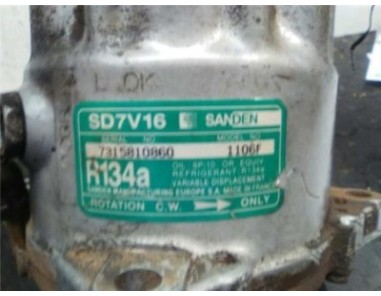 L OK
SD7V16 SANDEN
SERIAL NO MODEL NO
7315810860 1106F
R134a
OIL SP-10 OR EQUIV
REFRIGERANT R134a
VARIABLE DISPLACEMENT
SANDEN MANUFACTURING EUROPE S.A. MADE IN FRANCE
ROTATION C.W. ONLY